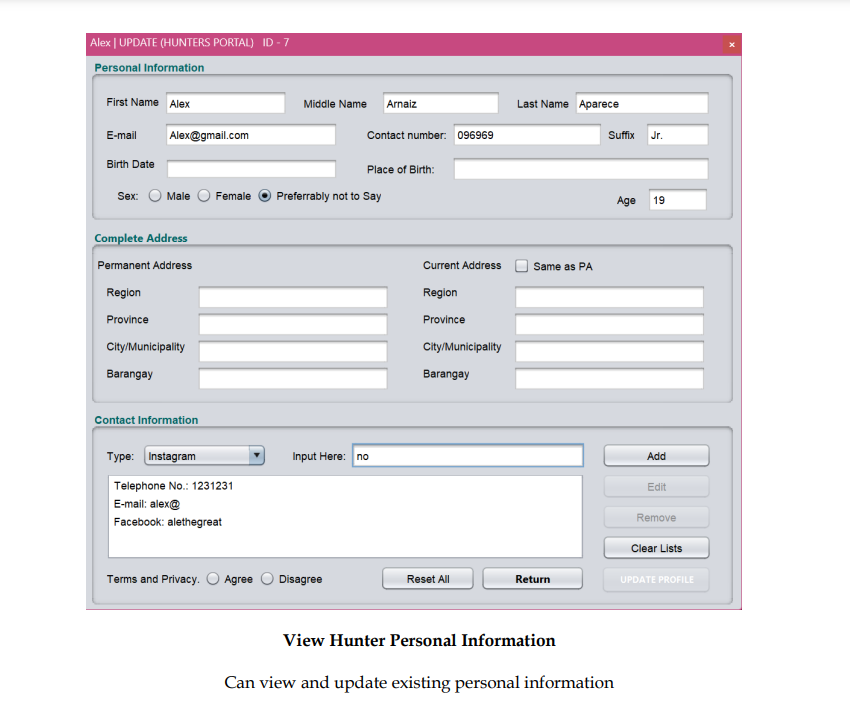 Alex | UPDATE (HUNTERS PORTAL) ID - 7 ×
Personal Information
First Name Alex Middle Name Arnaiz Last Name Aparece
E-mail Alex@gmail.com Contact number: 096969 Suffix Jr.
Birth Date Place of Birth:
Sex: Male Female Preferrably not to Say Age 19
Complete Address
Permanent Address Current Address Same as PA
Region Region
Province Province
City/Municipality City/Municipality
Barangay Barangay
Contact Information
Type: Instagram Input Here: no Add
Telephone No.: 1231231 Edit
E-mail: alex@
Facebook: alethegreat Remove
Clear Lists
Terms and Privacy. Agree Disagree Reset All Return UPDATE PROFILE
View Hunter Personal Information
Can view and update existing personal information